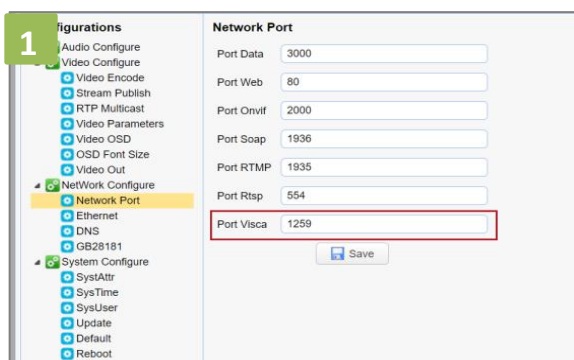 1
figurations
Audio Configure
Video Configure
Video Encode
Stream Publish
RTP Multicast
Video Parameters
Video OSD
OSD Font Size
Video Out
NetWork Configure
Network Port
Ethernet
DNS
GB28181
System Configure
SystAttr
SysTime
SysUser
Update
Default
Reboot
Network Port
Port Data 3000
Port Web 80
Port Onvif 2000
Port Soap 1936
Port RTMP 1935
Port Rtsp 554
Port Visca 1259
Save